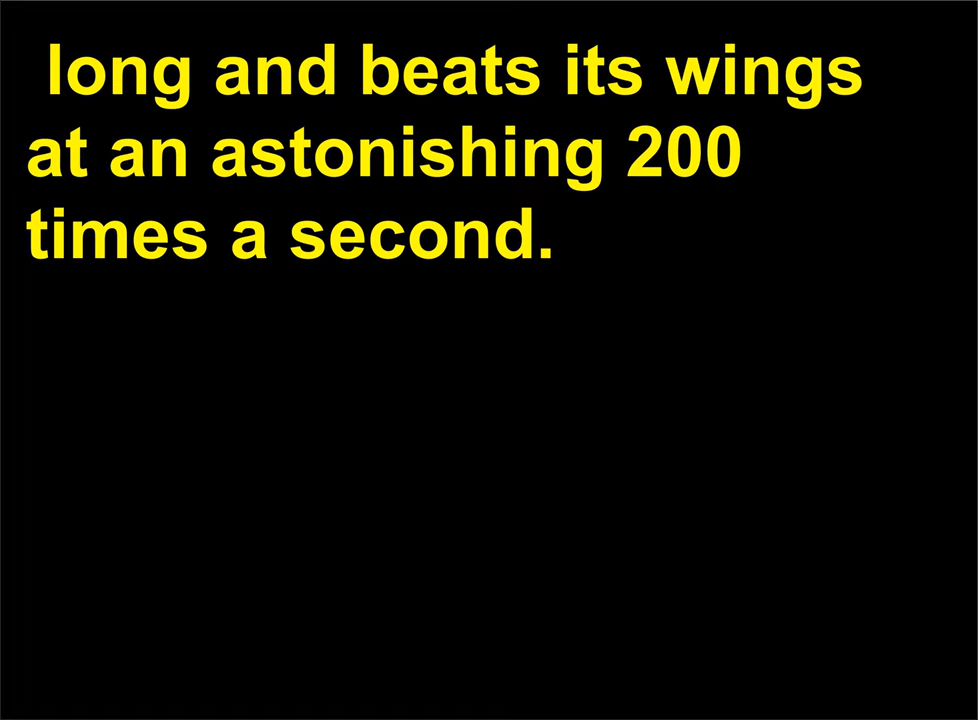 long and beats its wings
at an astonishing 200
times a second.